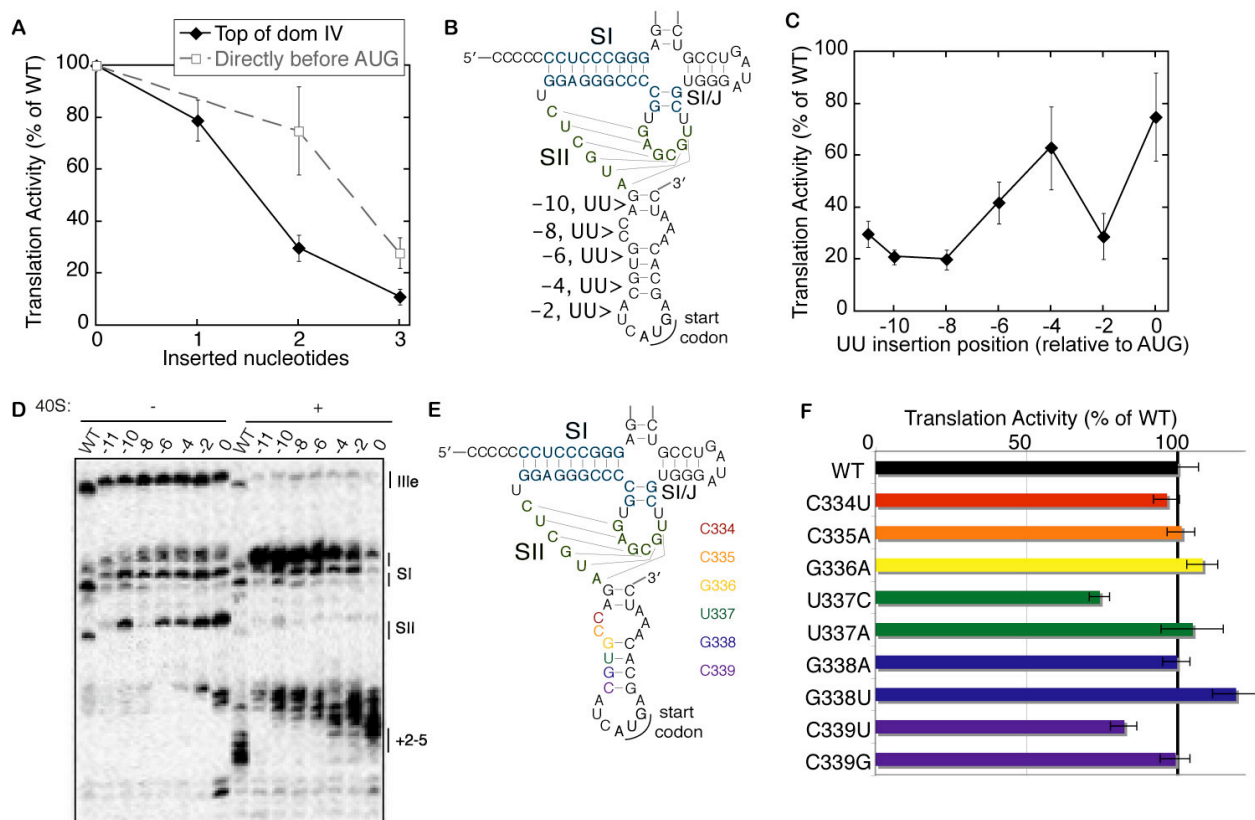 A
Top of dom IV
Directly before AUG
Translation Activity (% of WT)
100
80
60
40
20
0
0 1 2 3
Inserted nucleotides
B
SI
5′ CCCCCCCCUCCCGGG
GGAGGGCCC
SI/J
SII
3′
-10, UU>
-8, UU>
-6, UU>
-4, UU>
-2, UU>
start
codon
C
Translation Activity (% of WT)
100
80
60
40
20
0
-10 -8 -6 -4 -2 0
UU insertion position (relative to AUG)
D
40S: - +
WT -11 -10 -8 -6 -4 -2 0 WT -11 -10 -8 -6 -4 -2 0
IIIe
SI
SII
+2-5
E
SI
5′ CCCCCCCCUCCCGGG
GGAGGGCCC
SI/J
SII
3′
C334
C335
G336
U337
G338
C339
start
codon
F
Translation Activity (% of WT)
0 50 100
WT
C334U
C335A
G336A
U337C
U337A
G338A
G338U
C339U
C339G